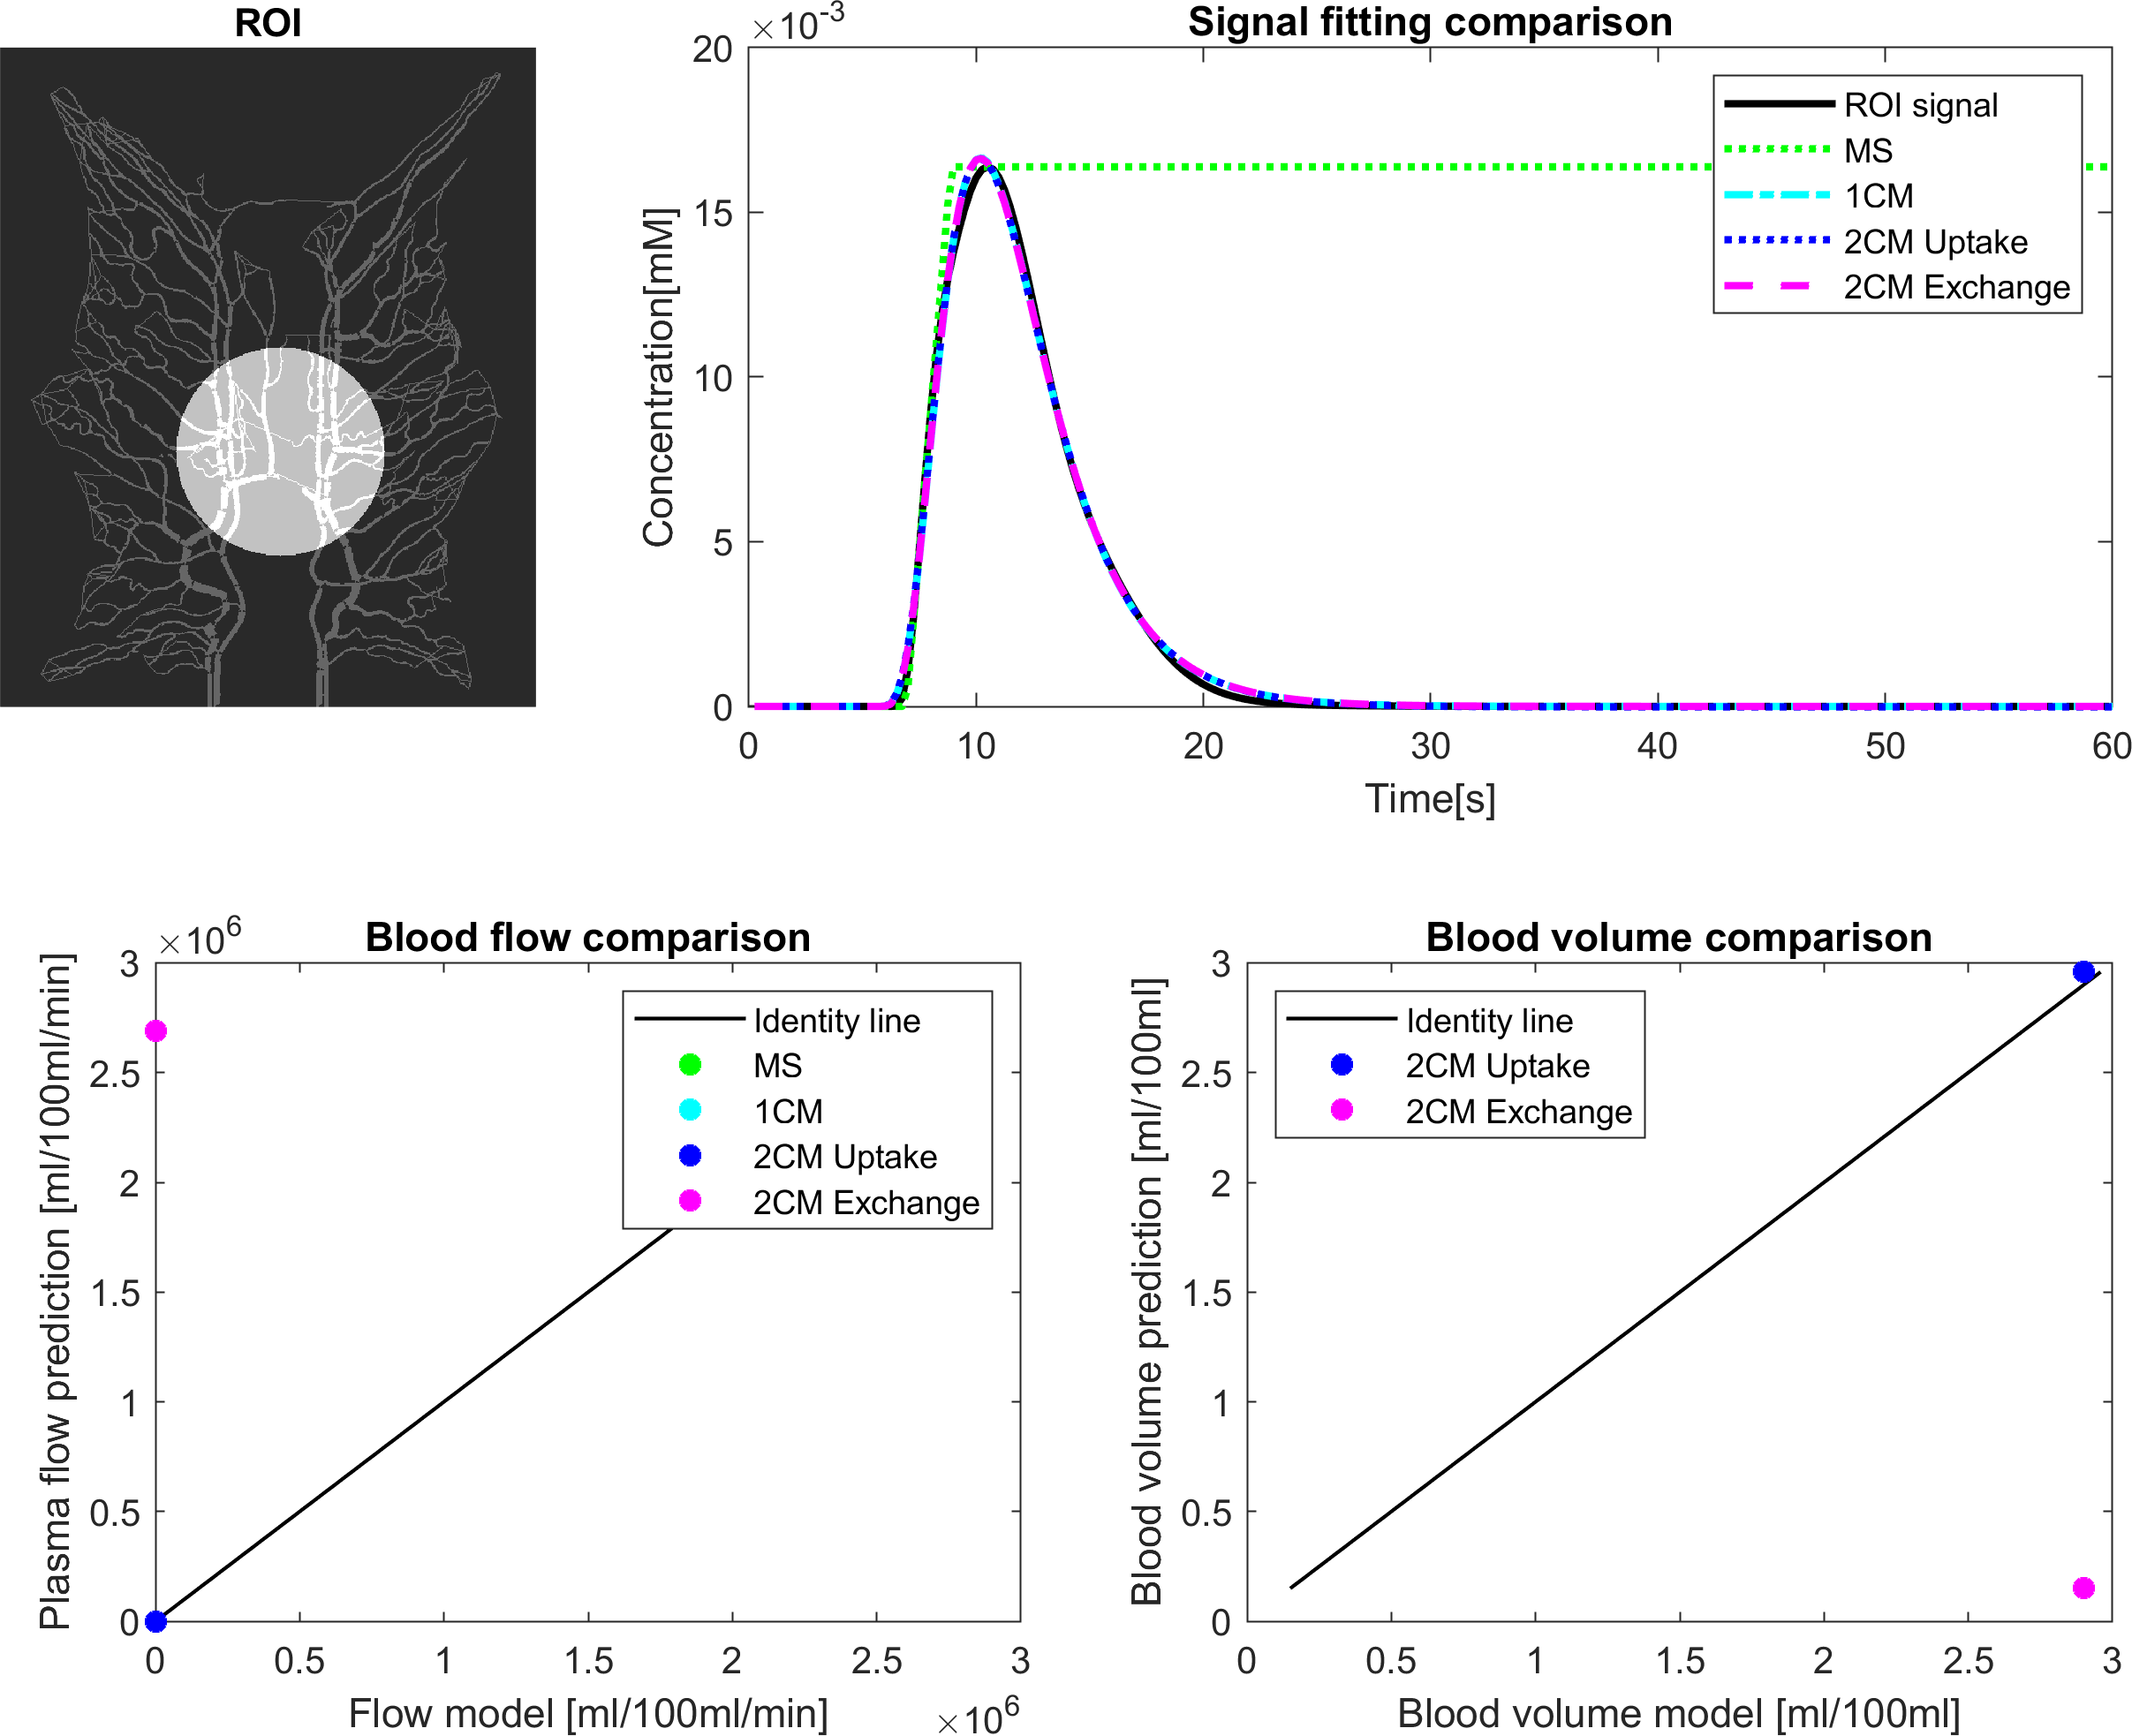 ROI
Signal fitting comparison
×10-3
20
15
10
5
0
Concentration[mM]
0 10 20 30 40 50 60
Time[s]
ROI signal
MS
1CM
2CM Uptake
2CM Exchange
Blood flow comparison
×106
3
2.5
2
1.5
1
0.5
0
Plasma flow prediction [ml/100ml/min]
0 0.5 1 1.5 2 2.5 3
Flow model [ml/100ml/min]
×106
Identity line
MS
1CM
2CM Uptake
2CM Exchange
Blood volume comparison
3
2.5
2
1.5
1
0.5
0
Blood volume prediction [ml/100ml]
0 0.5 1 1.5 2 2.5 3
Blood volume model [ml/100ml]
Identity line
2CM Uptake
2CM Exchange